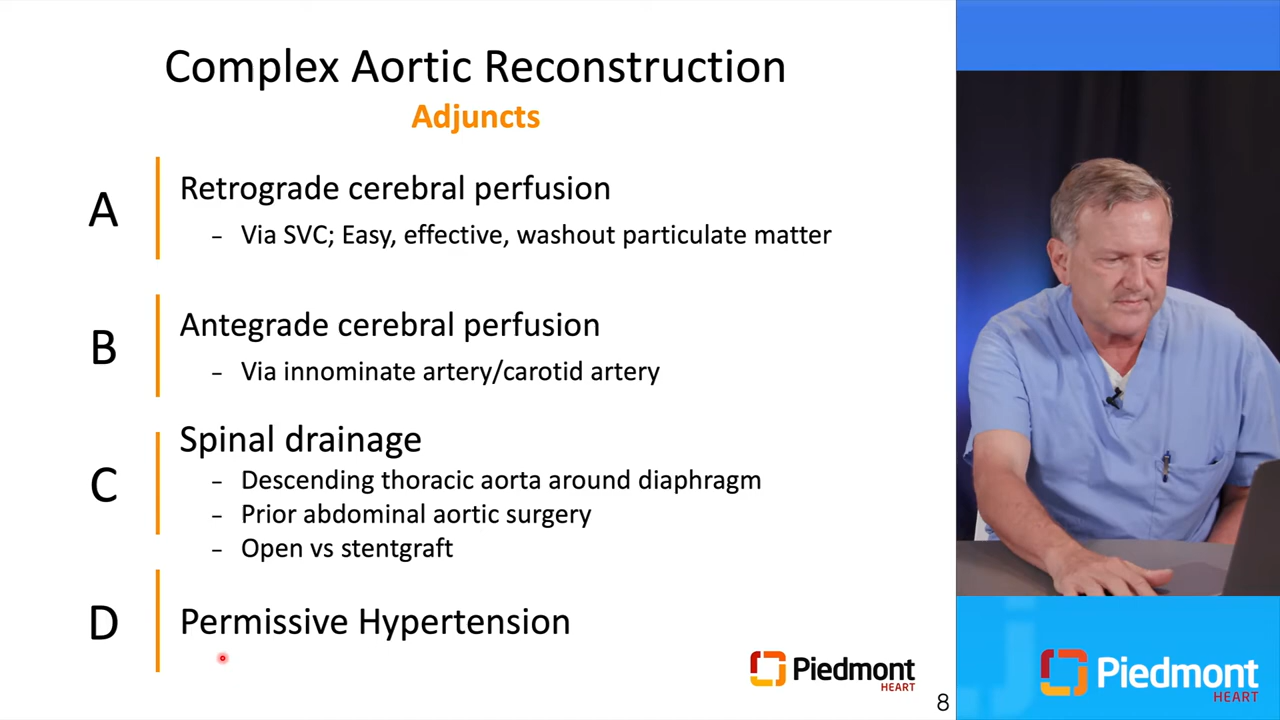 Complex Aortic Reconstruction
Adjuncts
A
Retrograde cerebral perfusion
– Via SVC; Easy, effective, washout particulate matter
B
Antegrade cerebral perfusion
– Via innominate artery/carotid artery
C
Spinal drainage
– Descending thoracic aorta around diaphragm
– Prior abdominal aortic surgery
– Open vs stentgraft
D
Permissive Hypertension
Piedmont
HEART
8
Piedmont
HEART